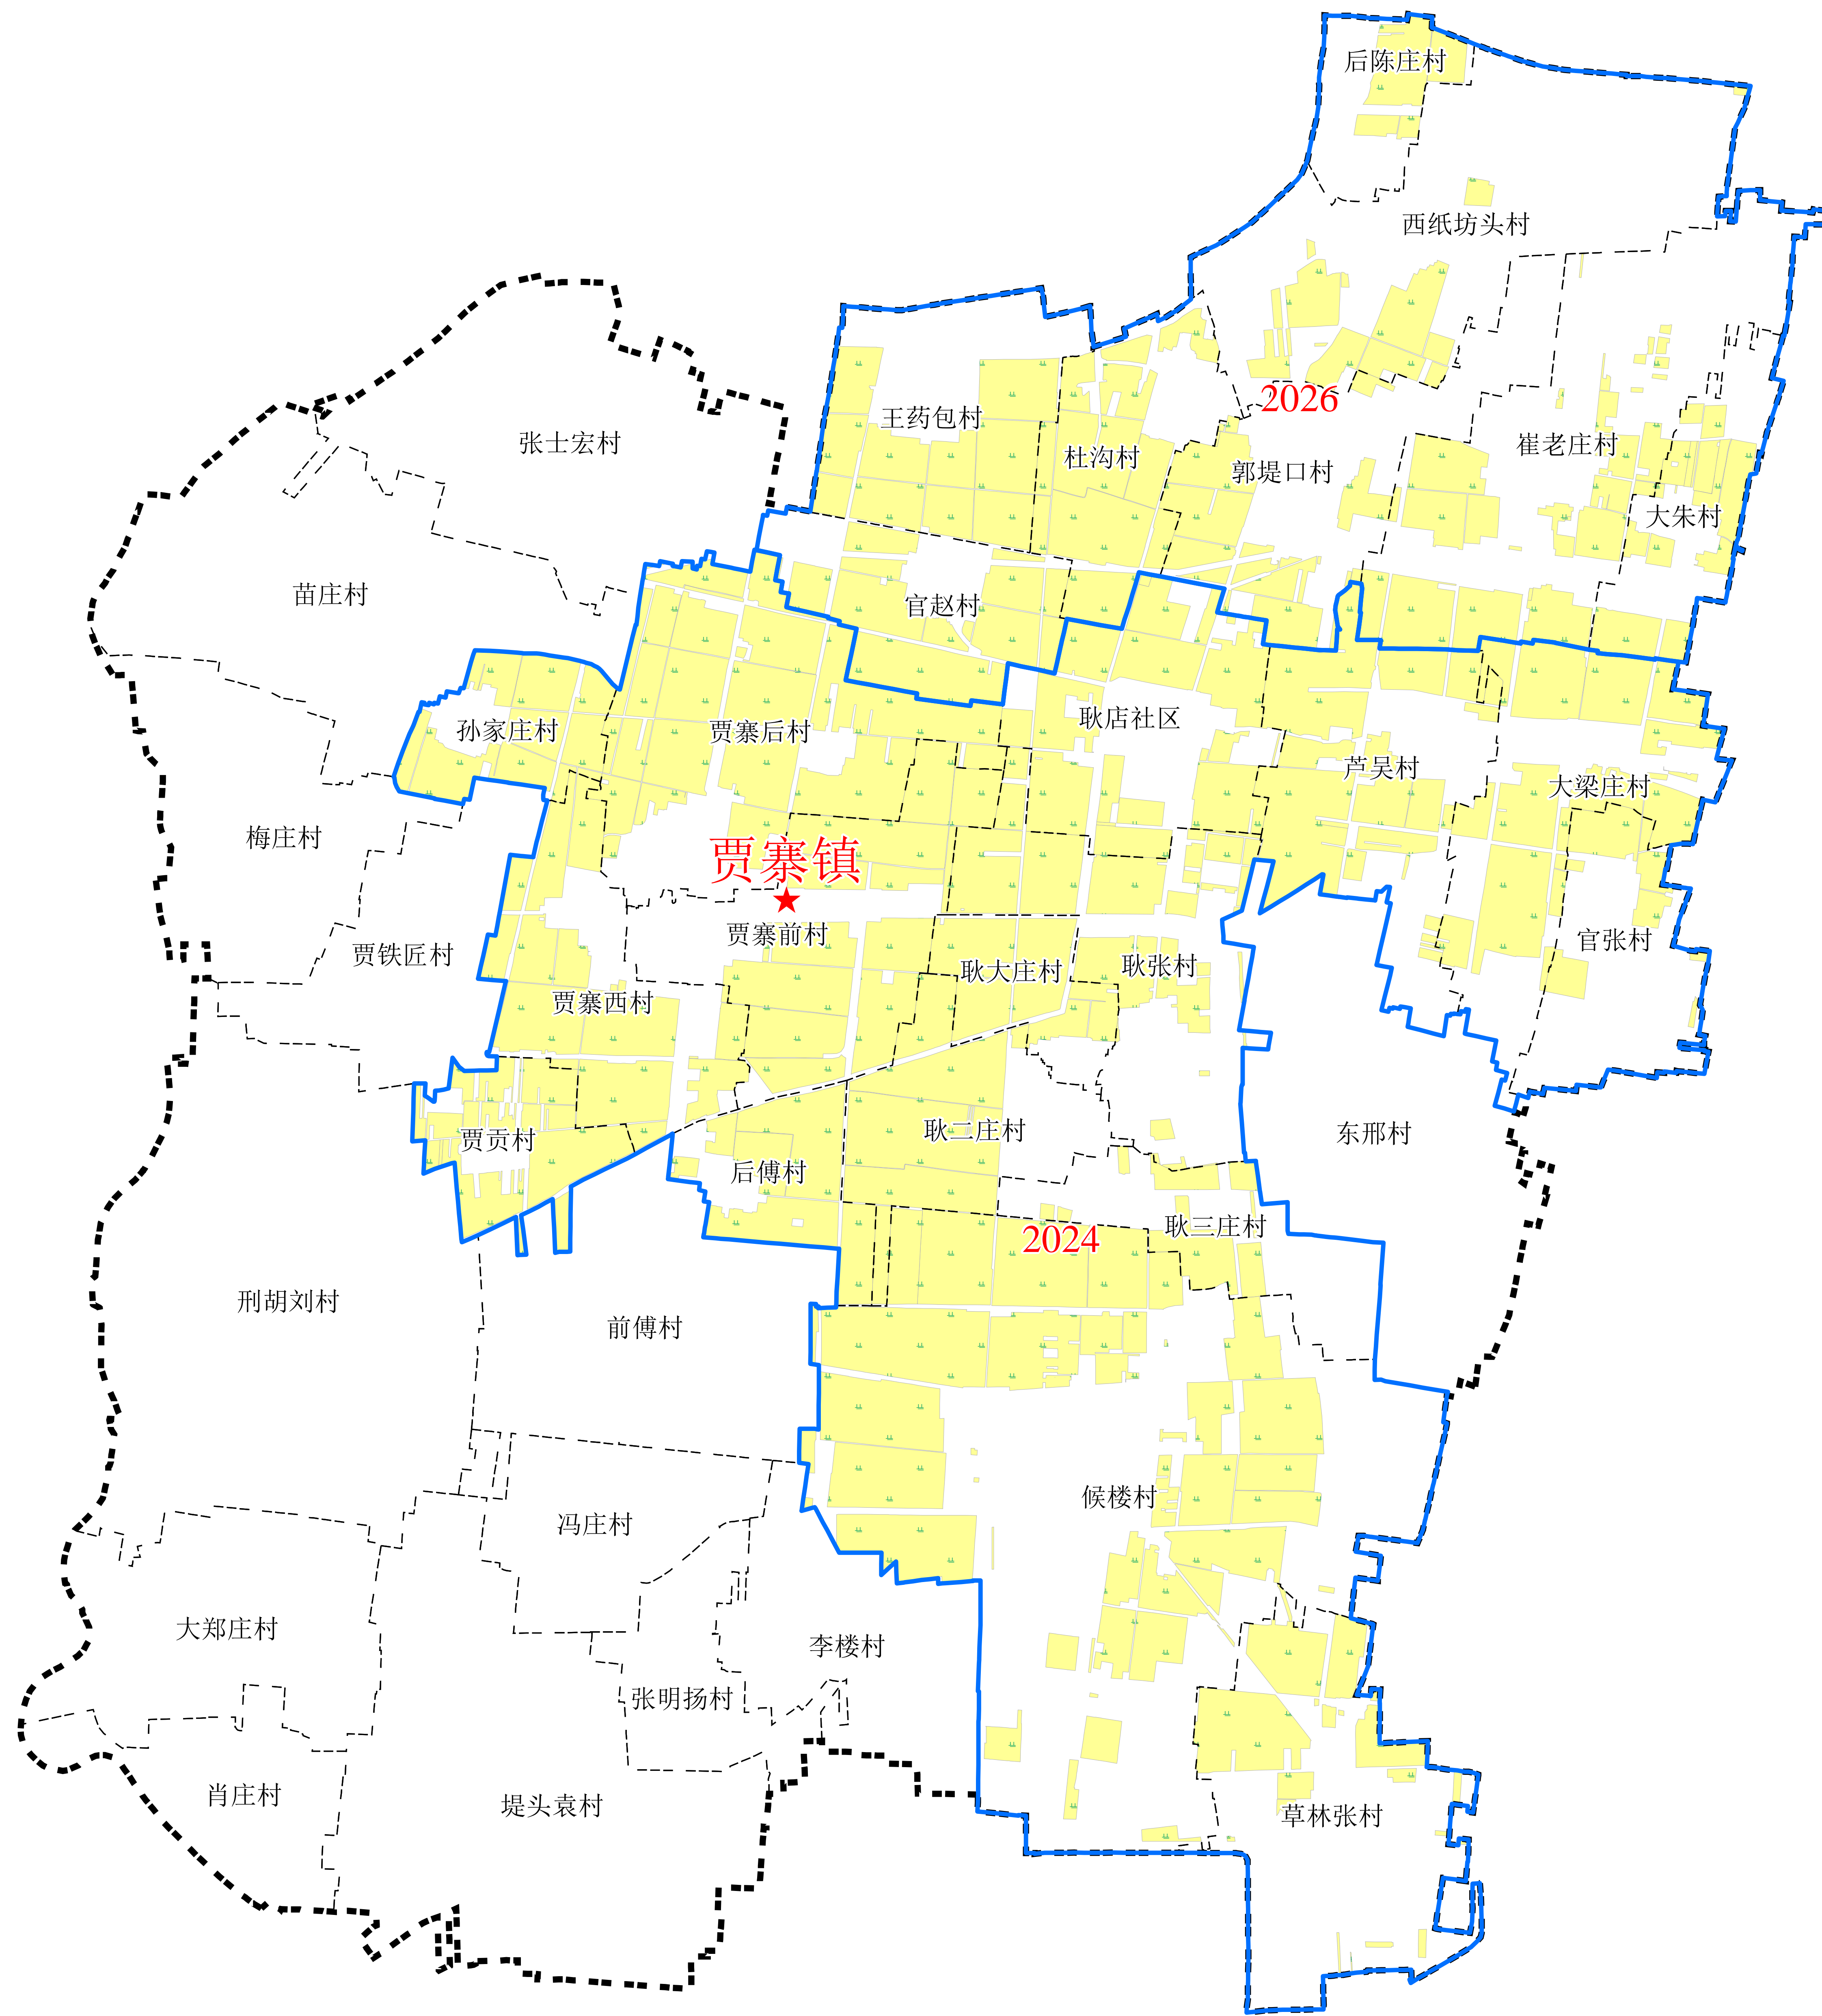 后陈庄村
西纸坊头村
2026
王药包村
张士宏村
崔老庄村
杜沟村
郭堤口村
大朱村
苗庄村
官赵村
耿店社区
孙家庄村
贾寨后村
芦吴村
大梁庄村
梅庄村
贾寨镇
贾寨前村
官张村
贾铁匠村
耿大庄村
耿张村
贾寨西村
耿二庄村
东邢村
贾贡村
后傅村
耿三庄村
2024
刑胡刘村
前傅村
候楼村
冯庄村
大郑庄村
李楼村
张明扬村
肖庄村
堤头袁村
草林张村